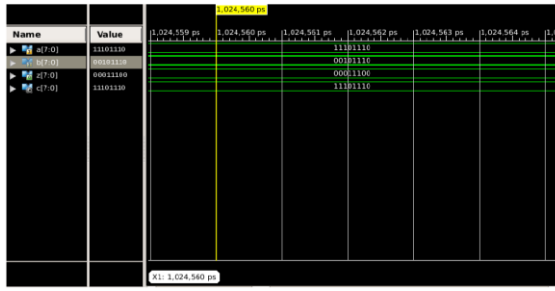 1,024,560 ps
Name Value 1,024,559 ps 1,024,560 ps 1,024,561 ps 1,024,562 ps 1,024,563 ps 1,024,564 ps
a[7:0] 11101110 11101110
b[7:0] 00101110 00101110
z[7:0] 00011100 00011100
c[7:0] 11101110 11101110
X1: 1,024,560 ps